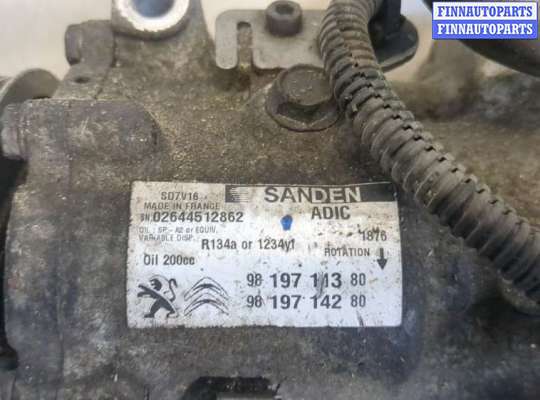 FINNAUTOPARTS
FINNAUTOPARTS
SD7V16 SANDEN
MADE IN FRANCE
SN.02644512862 ADIC
OIL : SP-A2 or EQUIV.
VARIABLE DISP. R134a or 1234yf 1876
Oil 200cc ROTATION
98 197 113 80
98 197 142 80